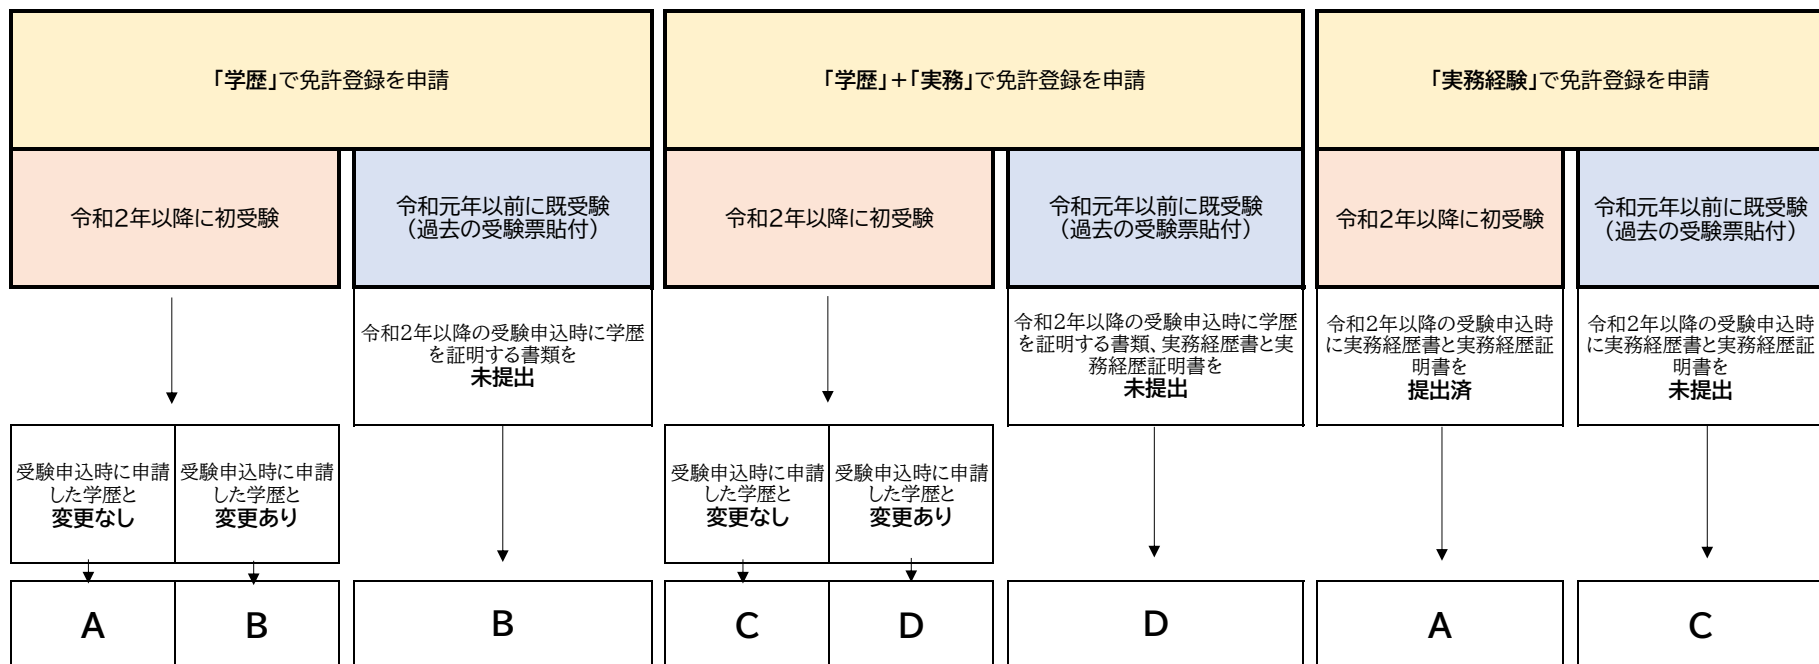 「学歴」で免許登録を申請
「学歴」＋「実務」で免許登録を申請
「実務経験」で免許登録を申請
令和2年以降に初受験
令和元年以前に既受験
（過去の受験票貼付）
令和2年以降に初受験
令和元年以前に既受験
（過去の受験票貼付）
令和2年以降に初受験
令和元年以前に既受験
（過去の受験票貼付）
令和2年以降の受験申込時に学歴
を証明する書類を
未提出
令和2年以降の受験申込時に学歴
を証明する書類、実務経歴書と実
務経歴証明書を
未提出
令和2年以降の受験申込時
に実務経歴書と実務経歴証
明書を
提出済
令和2年以降の受験申込時
に実務経歴書と実務経歴証
明書を
未提出
受験申込時に申請
した学歴と
変更なし
受験申込時に申請
した学歴と
変更あり
受験申込時に申請
した学歴と
変更なし
受験申込時に申請
した学歴と
変更あり
A
B
B
C
D
D
A
C